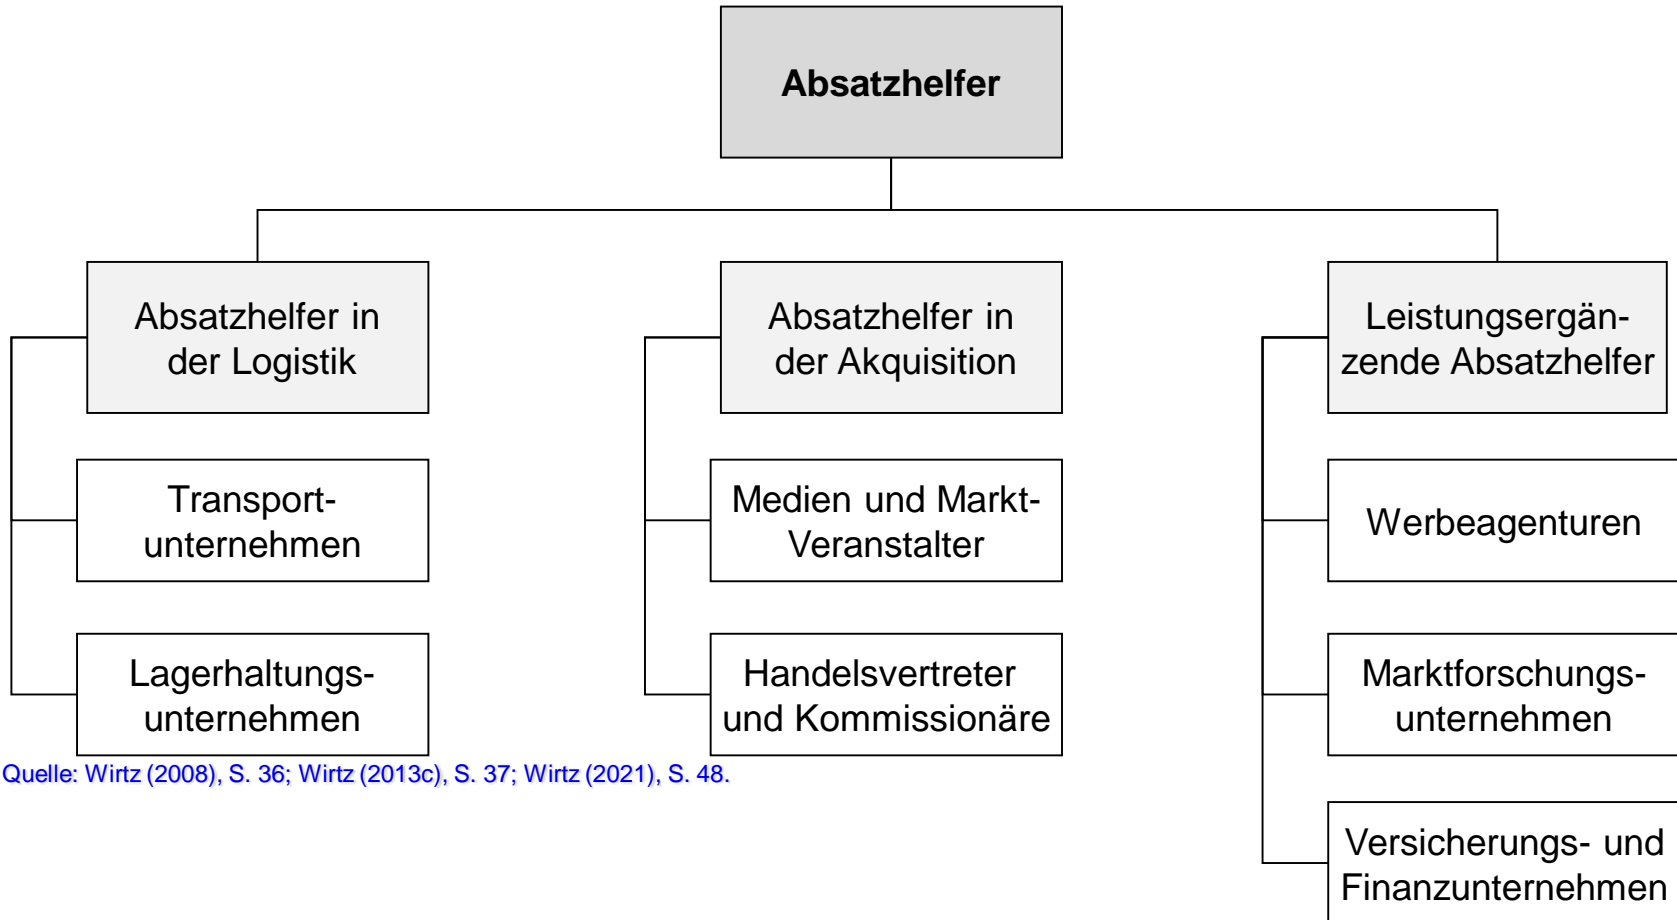 Absatzhelfer
Absatzhelfer in
der Logistik
Absatzhelfer in
der Akquisition
Leistungsergän-
zende Absatzhelfer
Transport-
unternehmen
Medien und Markt-
Veranstalter
Werbeagenturen
Lagerhaltungs-
unternehmen
Handelsvertreter
und Kommissionäre
Marktforschungs-
unternehmen
Quelle: Wirtz (2008), S. 36; Wirtz (2013c), S. 37; Wirtz (2021), S. 48.
Versicherungs- und
Finanzunternehmen